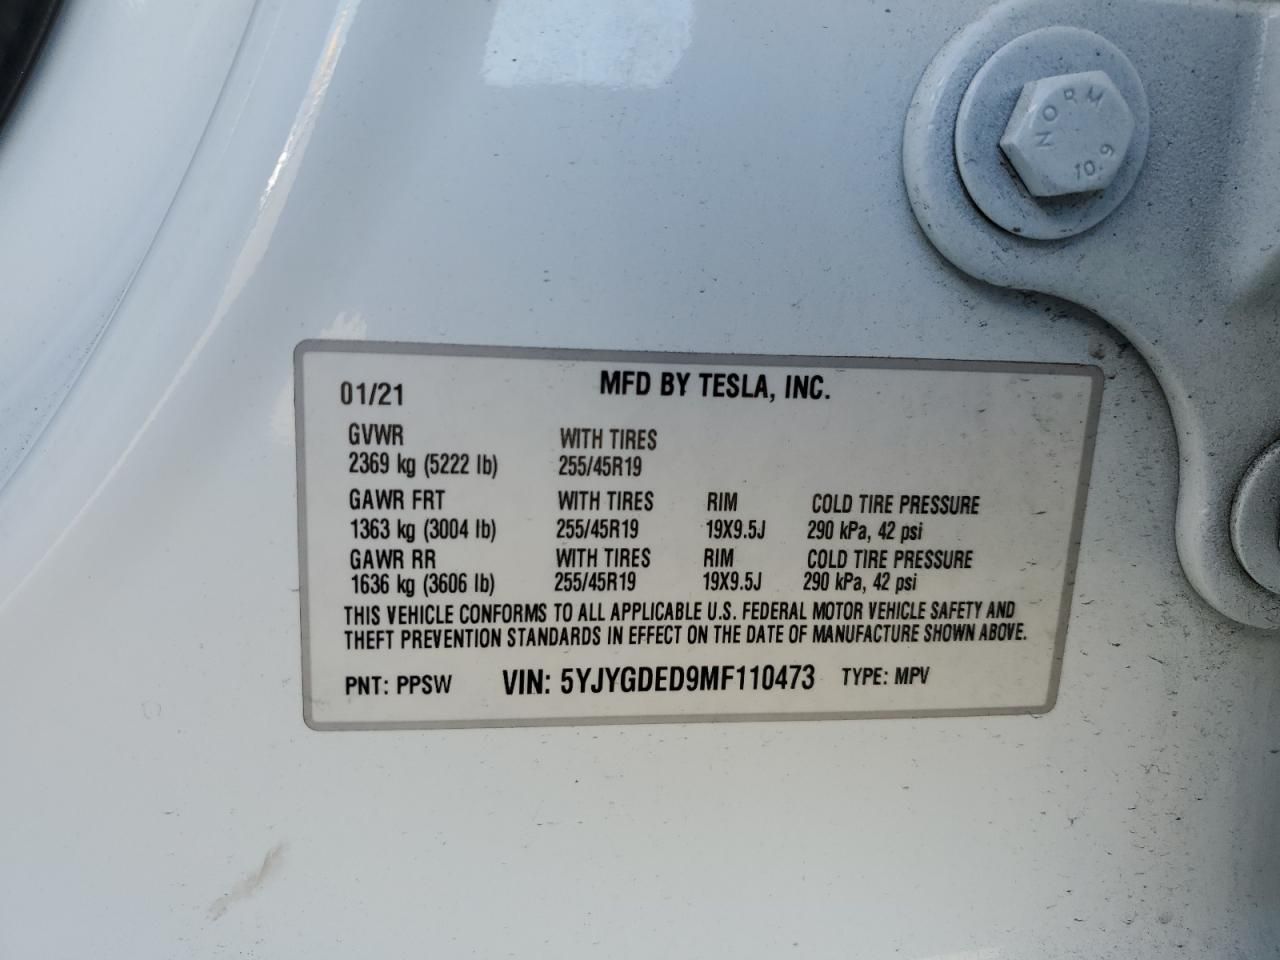 NORM
10.9
01/21 MFD BY TESLA, INC.
GVWR WITH TIRES
2369 kg (5222 lb) 255/45R19
GAWR FRT WITH TIRES RIM COLD TIRE PRESSURE
1363 kg (3004 lb) 255/45R19 19X9.5J 290 kPa, 42 psi
GAWR RR WITH TIRES RIM COLD TIRE PRESSURE
1636 kg (3606 lb) 255/45R19 19X9.5J 290 kPa, 42 psi
THIS VEHICLE CONFORMS TO ALL APPLICABLE U.S. FEDERAL MOTOR VEHICLE SAFETY AND
THEFT PREVENTION STANDARDS IN EFFECT ON THE DATE OF MANUFACTURE SHOWN ABOVE.
PNT: PPSW VIN: 5YJYGDED9MF110473 TYPE: MPV